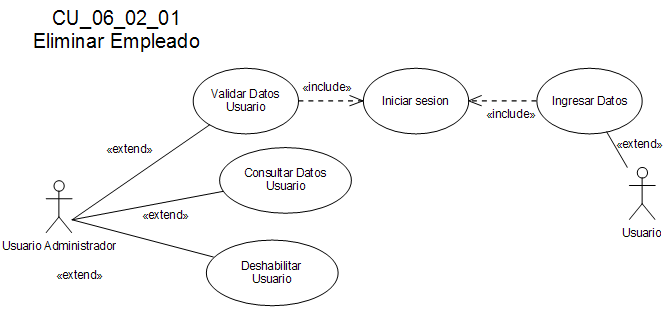 CU_06_02_01
Eliminar Empleado
Validar Datos
Usuario
«include»
Iniciar sesion
«include»
Ingresar Datos
«extend»
«extend»
Consultar Datos
Usuario
«extend»
Usuario Administrador
Usuario
Deshabilitar
Usuario
«extend»